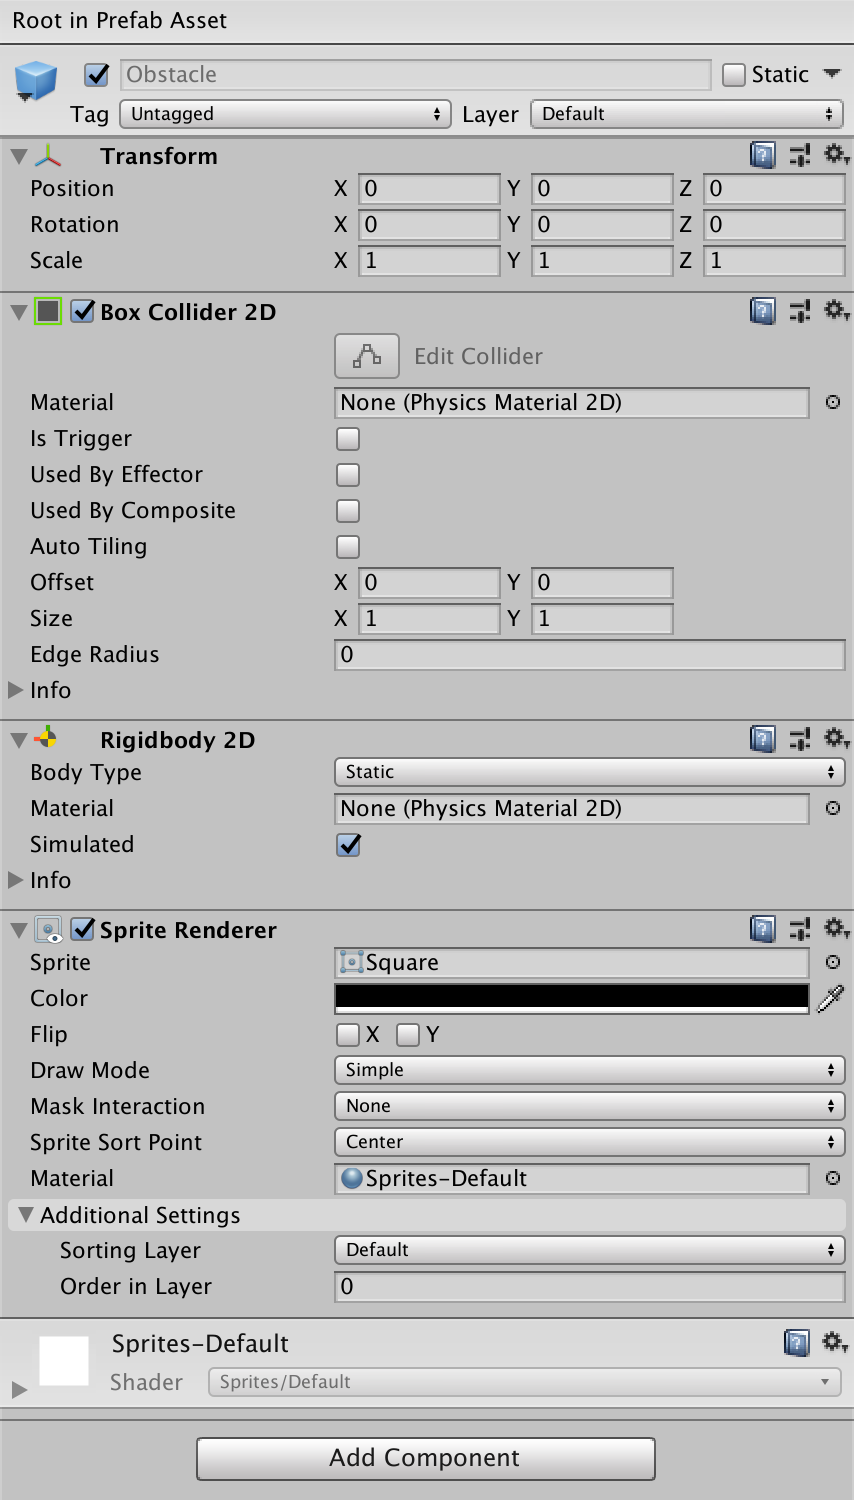 Root in Prefab Asset
Obstacle Static
Tag Untagged Layer Default
Transform
Position X 0 Y 0 Z 0
Rotation X 0 Y 0 Z 0
Scale X 1 Y 1 Z 1
Box Collider 2D
Edit Collider
Material None (Physics Material 2D)
Is Trigger
Used By Effector
Used By Composite
Auto Tiling
Offset X 0 Y 0
Size X 1 Y 1
Edge Radius 0
Info
Rigidbody 2D
Body Type Static
Material None (Physics Material 2D)
Simulated
Info
Sprite Renderer
Sprite Square
Color
Flip X Y
Draw Mode Simple
Mask Interaction None
Sprite Sort Point Center
Material Sprites-Default
Additional Settings
Sorting Layer Default
Order in Layer 0
Sprites-Default
Shader Sprites/Default
Add Component